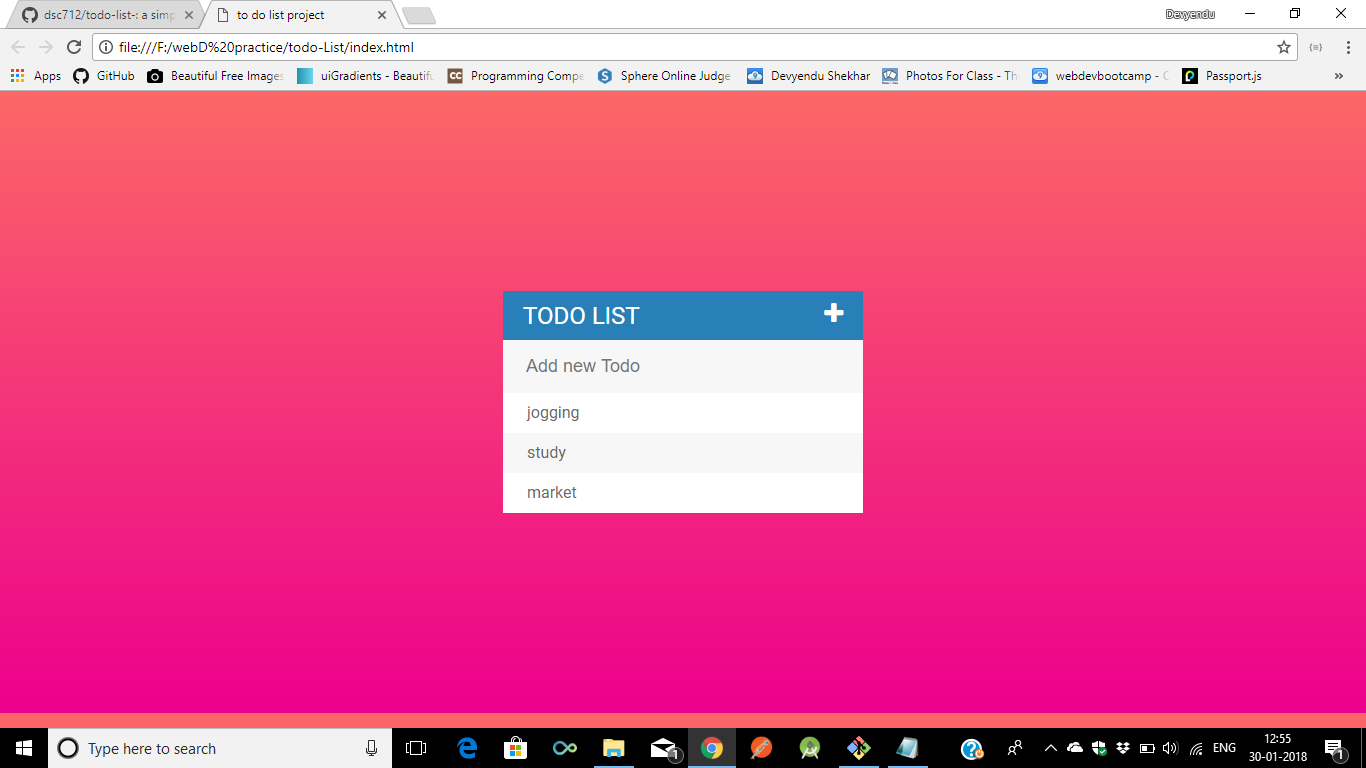 dsc712/todo-list-: a simp
to do list project
Devyendu
file:///F:/webD%20practice/todo-List/index.html
Apps GitHub Beautiful Free Images uiGradients - Beautifu Programming Compe Sphere Online Judge Devyendu Shekhar Photos For Class - Th webdevbootcamp - C Passport.js »
TODO LIST
Add new Todo
jogging
study
market
Type here to search
1
ENG
12:55
30-01-2018
1